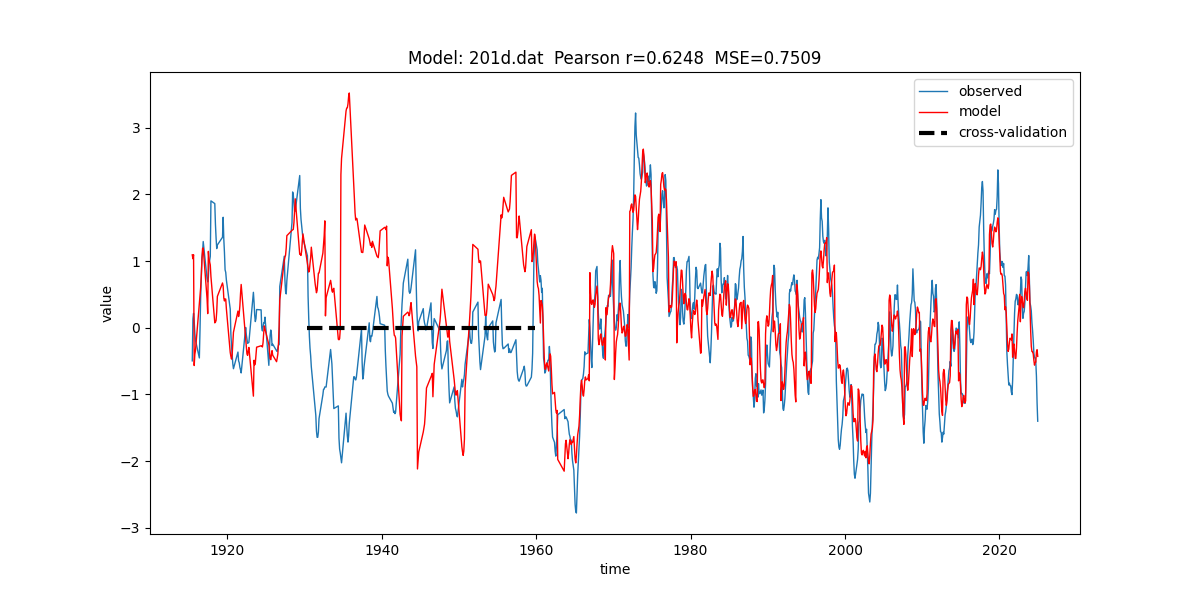 Model: 201d.dat  Pearson r=0.6248  MSE=0.7509
observed
model
cross-validation
value
3
2
1
0
−1
−2
−3
1920
1940
1960
1980
2000
2020
time